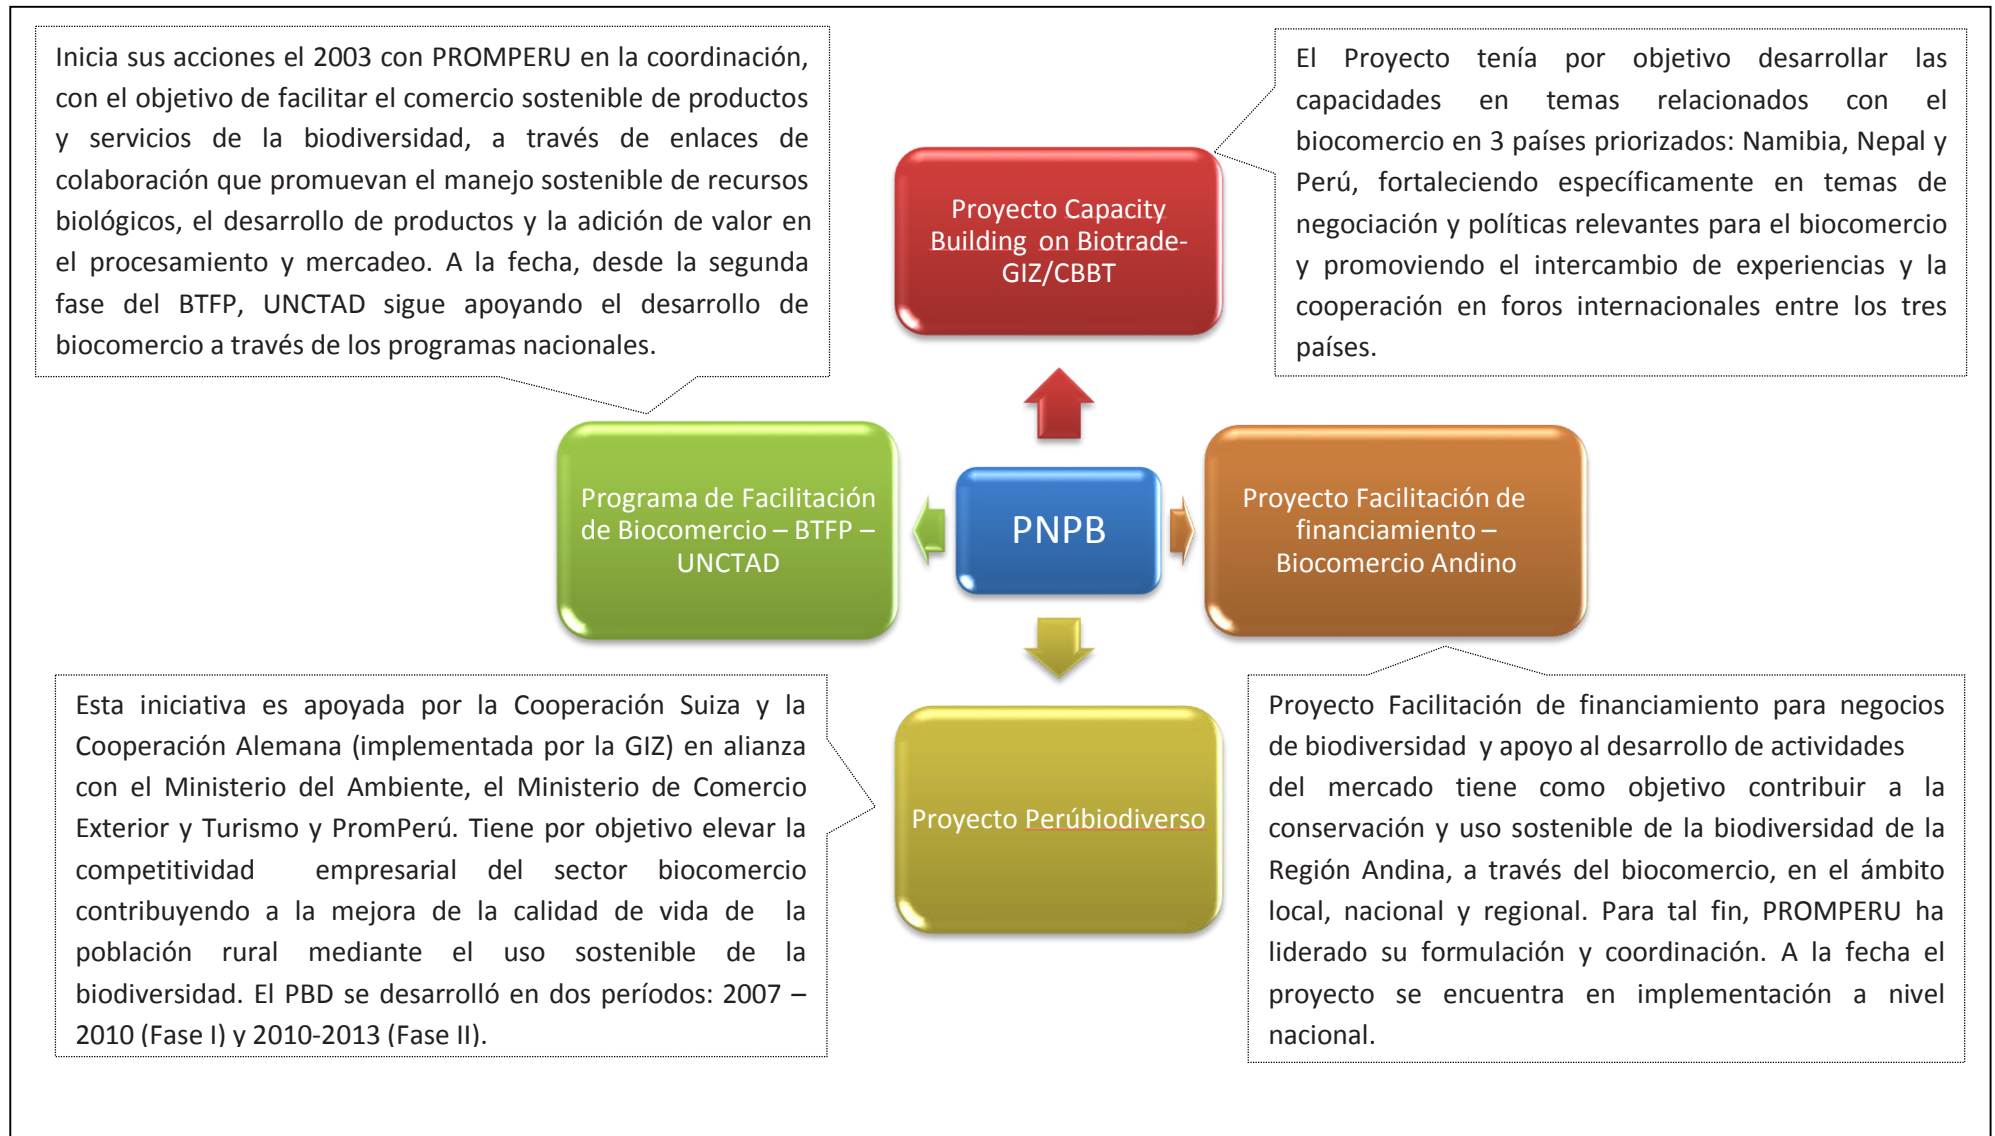 Inicia sus acciones el 2003 con PROMPERU en la coordinación,
con el objetivo de facilitar el comercio sostenible de productos
y servicios de la biodiversidad, a través de enlaces de
colaboración que promuevan el manejo sostenible de recursos
biológicos, el desarrollo de productos y la adición de valor en
el procesamiento y mercadeo. A la fecha, desde la segunda
fase del BTFP, UNCTAD sigue apoyando el desarrollo de
biocomercio a través de los programas nacionales.
El Proyecto tenía por objetivo desarrollar las
capacidades en temas relacionados con el
biocomercio en 3 países priorizados: Namibia, Nepal y
Perú, fortaleciendo específicamente en temas de
negociación y políticas relevantes para el biocomercio
y promoviendo el intercambio de experiencias y la
cooperación en foros internacionales entre los tres
países.
Proyecto Capacity
Building on Biotrade-
GIZ/CBBT
Programa de Facilitación
de Biocomercio – BTFP –
UNCTAD
PNPB
Proyecto Facilitación de
financiamiento –
Biocomercio Andino
Esta iniciativa es apoyada por la Cooperación Suiza y la
Cooperación Alemana (implementada por la GIZ) en alianza
con el Ministerio del Ambiente, el Ministerio de Comercio
Exterior y Turismo y PromPerú. Tiene por objetivo elevar la
competitividad empresarial del sector biocomercio
contribuyendo a la mejora de la calidad de vida de la
población rural mediante el uso sostenible de la
biodiversidad. El PBD se desarrolló en dos períodos: 2007 –
2010 (Fase I) y 2010-2013 (Fase II).
Proyecto Perúbiodiverso
Proyecto Facilitación de financiamiento para negocios
de biodiversidad y apoyo al desarrollo de actividades
del mercado tiene como objetivo contribuir a la
conservación y uso sostenible de la biodiversidad de la
Región Andina, a través del biocomercio, en el ámbito
local, nacional y regional. Para tal fin, PROMPERU ha
liderado su formulación y coordinación. A la fecha el
proyecto se encuentra en implementación a nivel
nacional.